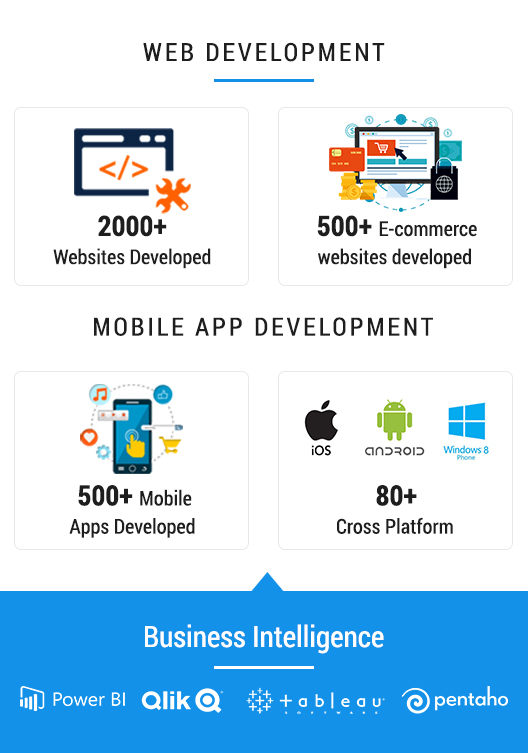 WEB DEVELOPMENT
</>
2000+
Websites Developed
500+ E-commerce
websites developed
MOBILE APP DEVELOPMENT
500+ Mobile
Apps Developed
iOS
android
Windows 8
Phone
80+
Cross Platform
Business Intelligence
Power BI
Qlik
+ableau
SOFTWARE
pentaho